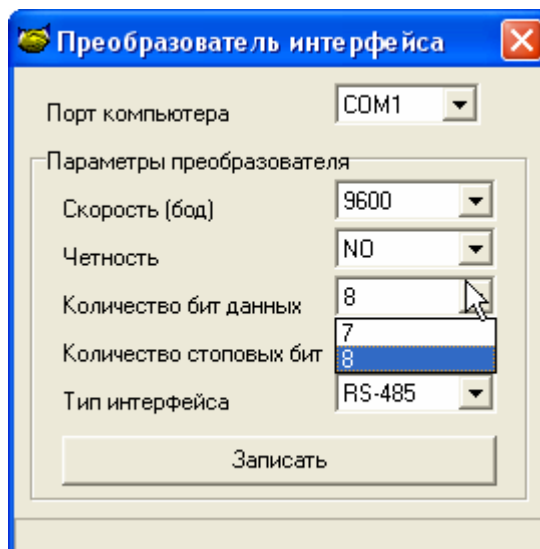 Преобразователь интерфейса
Порт компьютера COM1
Параметры преобразователя
Скорость (бод) 9600
Четность NO
Количество бит данных 8
7
Количество стоповых бит 8
Тип интерфейса RS-485
Записать